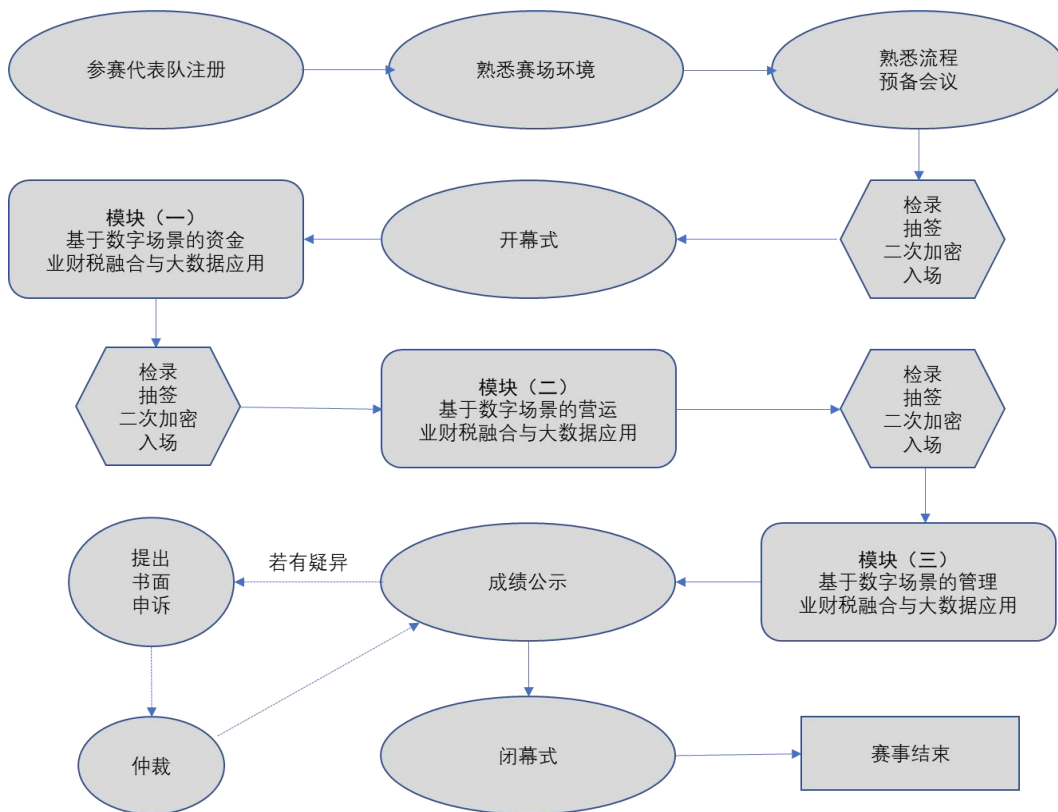 参赛代表队注册
熟悉赛场环境
熟悉流程
预备会议
检录
抽签
二次加密
入场
开幕式
模块（一）
基于数字场景的资金
业财税融合与大数据应用
检录
抽签
二次加密
入场
模块（二）
基于数字场景的营运
业财税融合与大数据应用
检录
抽签
二次加密
入场
模块（三）
基于数字场景的管理
业财税融合与大数据应用
成绩公示
若有疑异
提出
书面
申诉
仲裁
闭幕式
赛事结束